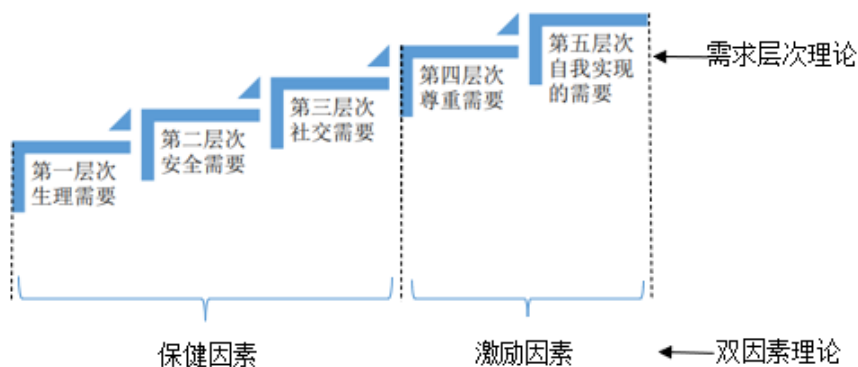 第一层次
生理需要
第二层次
安全需要
第三层次
社交需要
第四层次
尊重需要
第五层次
自我实现
的需要
需求层次理论
保健因素
激励因素
双因素理论